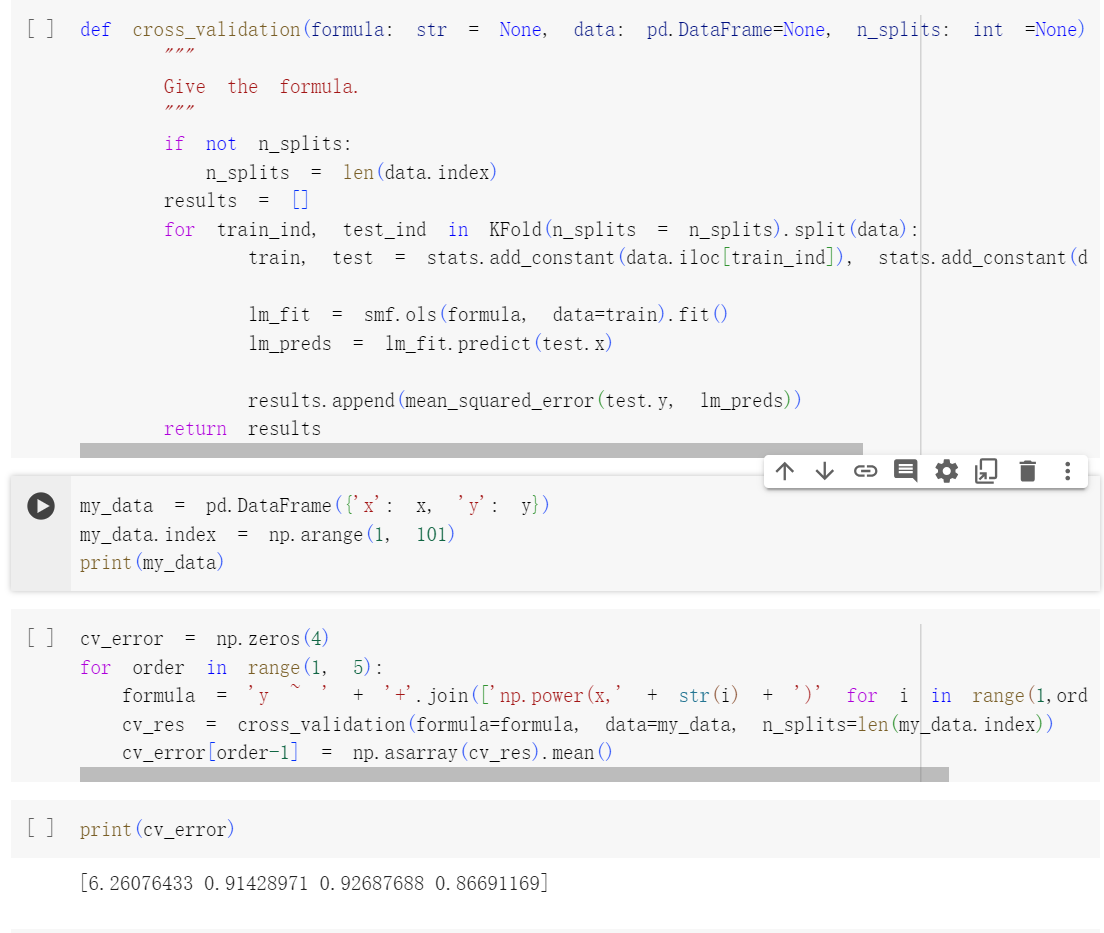 [ ] def cross_validation(formula: str = None, data: pd.DataFrame=None, n_splits: int =None)
"""
Give the formula.
"""
if not n_splits:
n_splits = len(data.index)
results = []
for train_ind, test_ind in KFold(n_splits = n_splits).split(data):
train, test = stats.add_constant(data.iloc[train_ind]), stats.add_constant(d
lm_fit = smf.ols(formula, data=train).fit()
lm_preds = lm_fit.predict(test.x)
results.append(mean_squared_error(test.y, lm_preds))
return results
my_data = pd.DataFrame({'x': x, 'y': y})
my_data.index = np.arange(1, 101)
print(my_data)
[ ] cv_error = np.zeros(4)
for order in range(1, 5):
formula = 'y ~ ' + '+'.join(['np.power(x,' + str(i) + ')' for i in range(1,ord
cv_res = cross_validation(formula=formula, data=my_data, n_splits=len(my_data.index))
cv_error[order-1] = np.asarray(cv_res).mean()
[ ] print(cv_error)
[6.26076433 0.91428971 0.92687688 0.86691169]